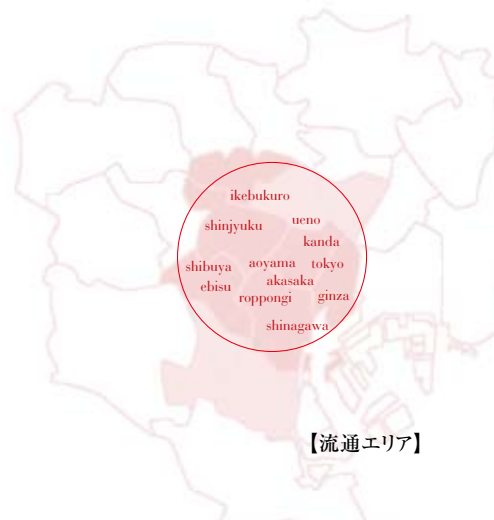 ikebukuro
ueno
shinjyuku
kanda
shibuya
aoyama
tokyo
akasaka
ebisu
roppongi
ginza
shinagawa
【流通エリア】